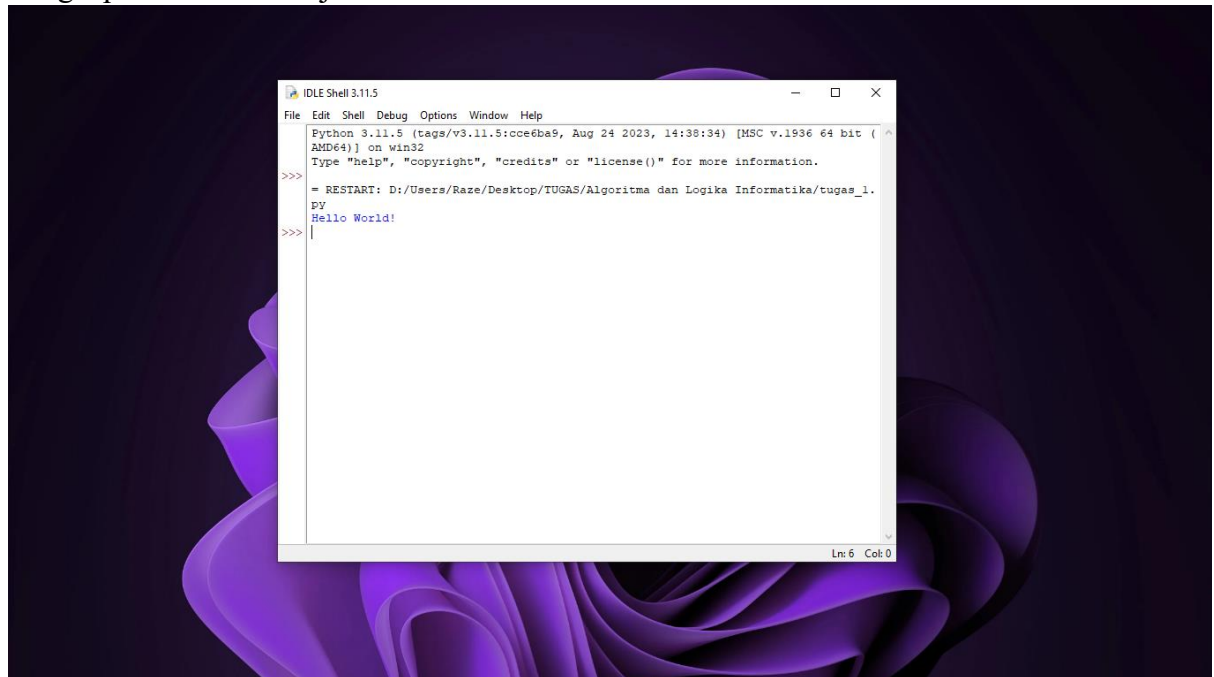 IDLE Shell 3.11.5
File Edit Shell Debug Options Window Help
Python 3.11.5 (tags/v3.11.5:cce6ba9, Aug 24 2023, 14:38:34) [MSC v.1936 64 bit (
AMD64)] on win32
Type "help", "copyright", "credits" or "license()" for more information.
>>>
= RESTART: D:/Users/Raze/Desktop/TUGAS/Algoritma dan Logika Informatika/tugas_1.
py
Hello World!
>>>
Ln: 6 Col: 0